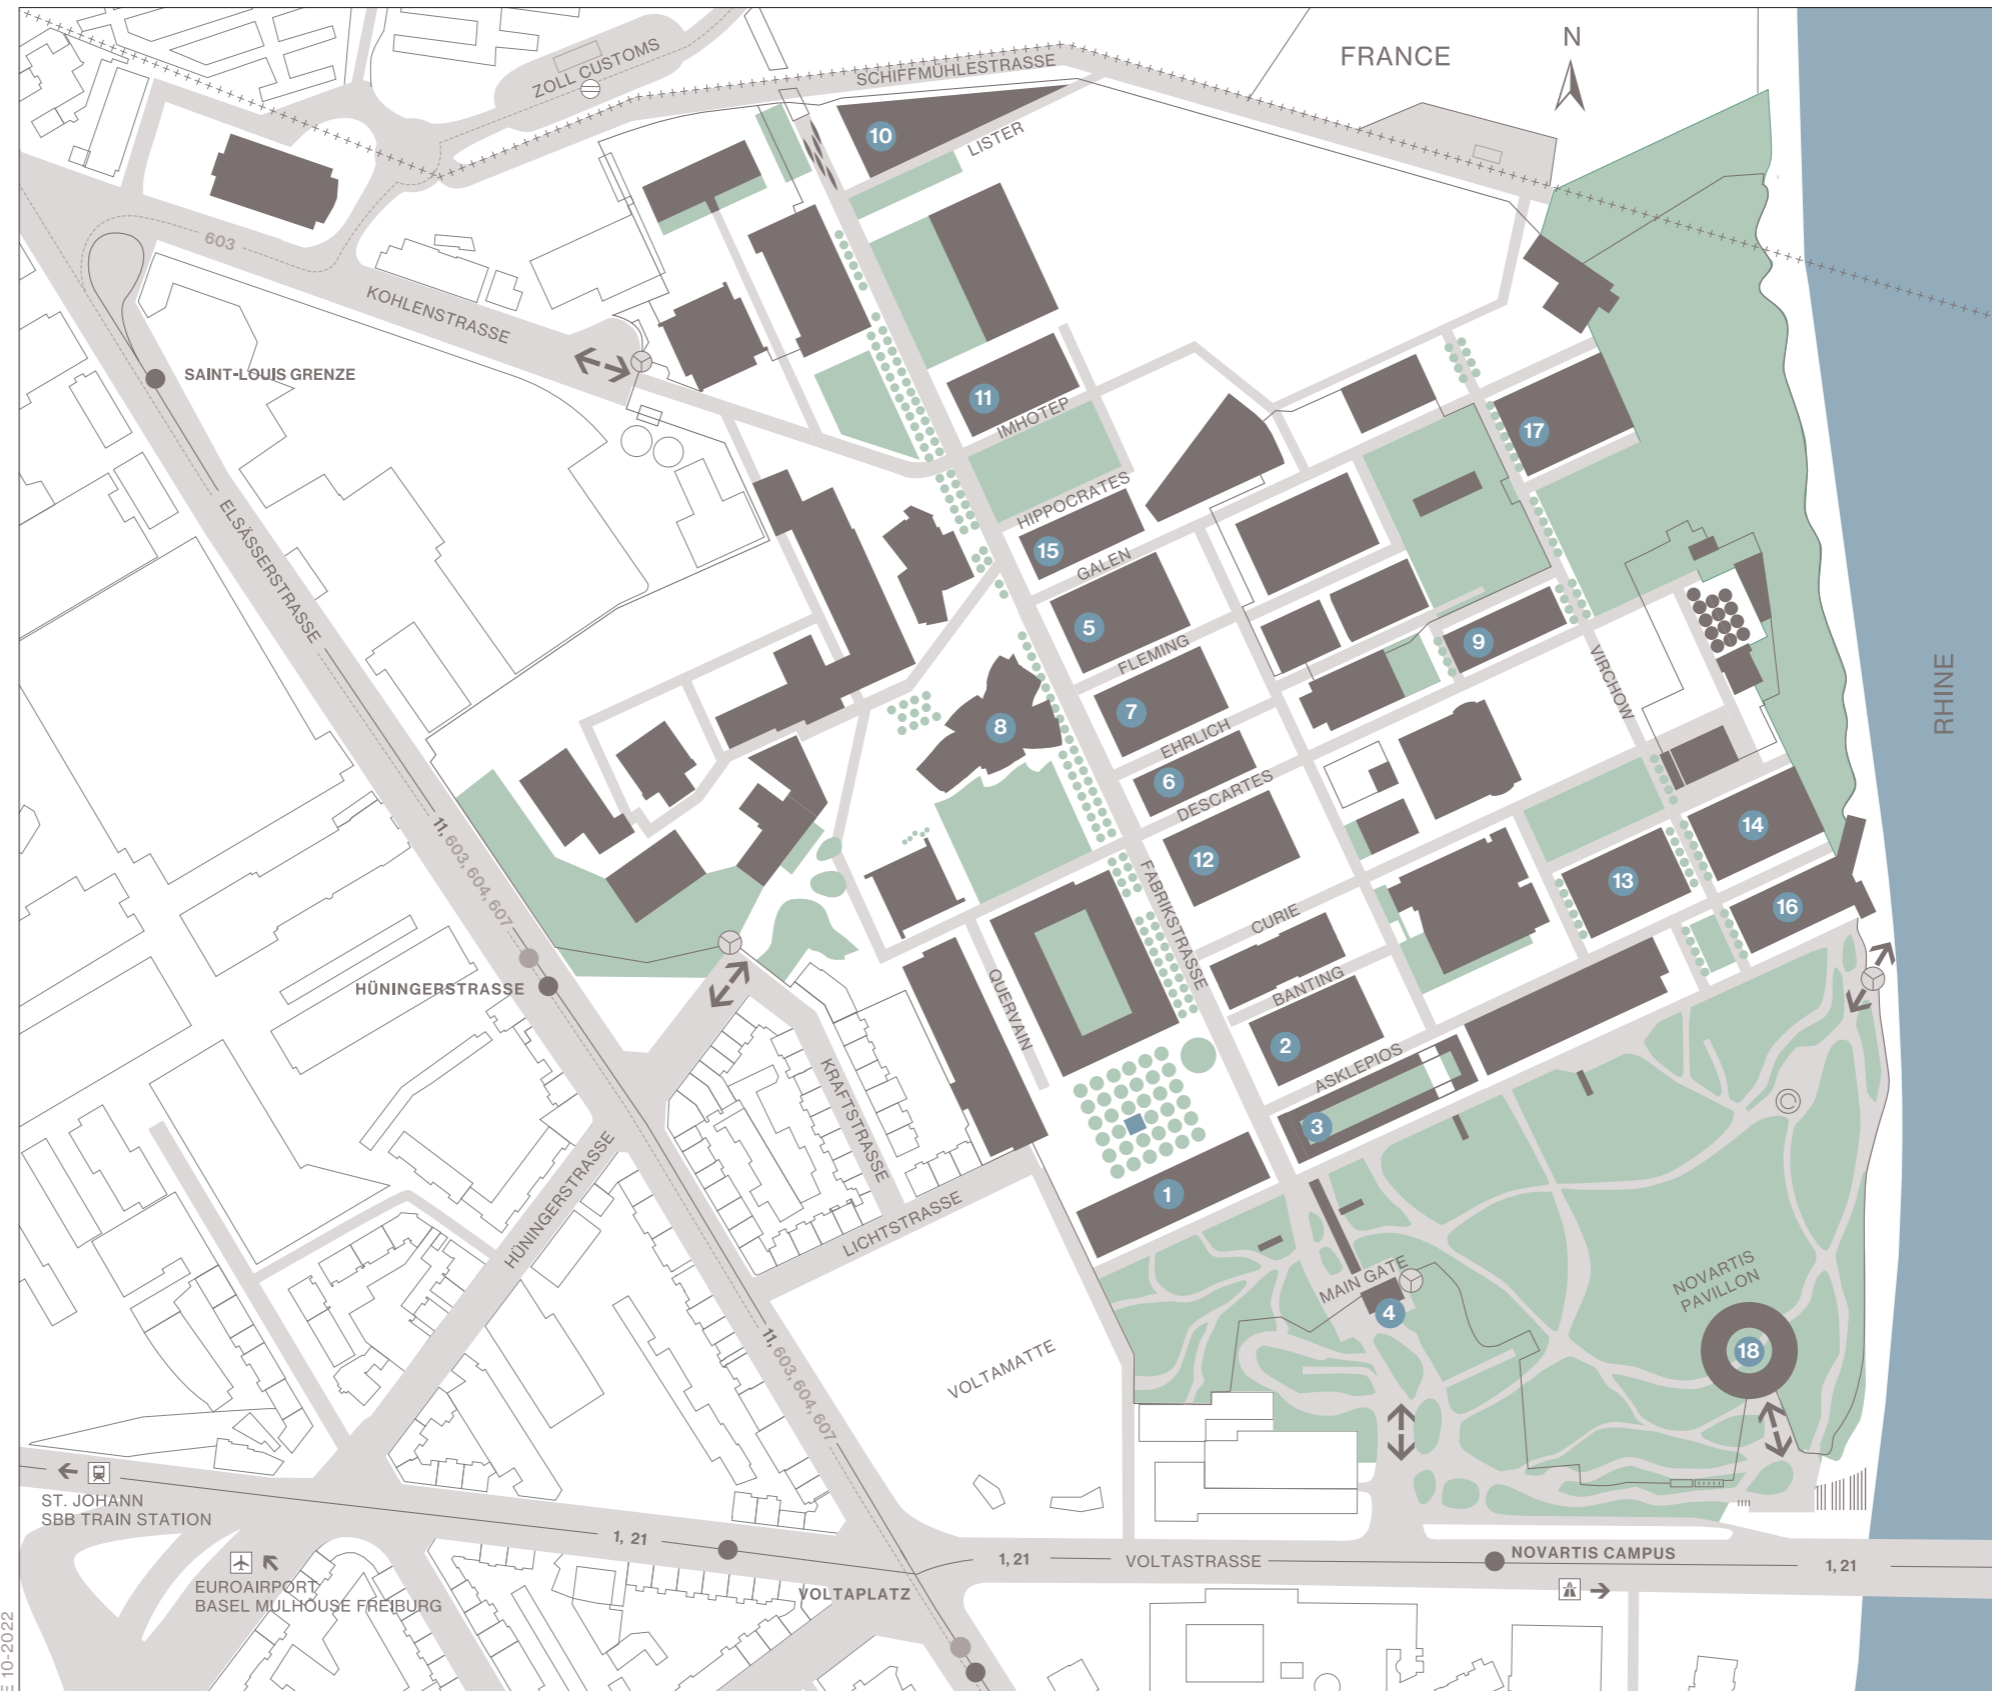 FRANCE
N
ZOLL CUSTOMS
SCHIFFMÜHLESTRASSE
10
LISTER
603
KOHLENSTRASSE
SAINT-LOUIS GRENZE
11
IMHOTEP
17
HIPPOCRATES
15
GALEN
ELSÄSSERSTRASSE
5
FLEMING
9
VIRCHOW
RHINE
7
8
EHRLICH
6
DESCARTES
14
11, 603, 604, 607
12
FABRIKSTRASSE
13
16
CURIE
HÜNINGERSTRASSE
QUERVAIN
BANTING
2
ASKLEPIOS
KRAFTSTRASSE
3
HÜNINGERSTRASSE
1
LICHTSTRASSE
MAIN GATE
4
NOVARTIS
PAVILLON
18
11, 603, 604, 607
VOLTAMATTE
ST. JOHANN
SBB TRAIN STATION
1, 21
EUROAIRPORT
BASEL MULHOUSE FREIBURG
VOLTAPLATZ
1, 21
VOLTASTRASSE
NOVARTIS CAMPUS
1, 21
E 10-2022